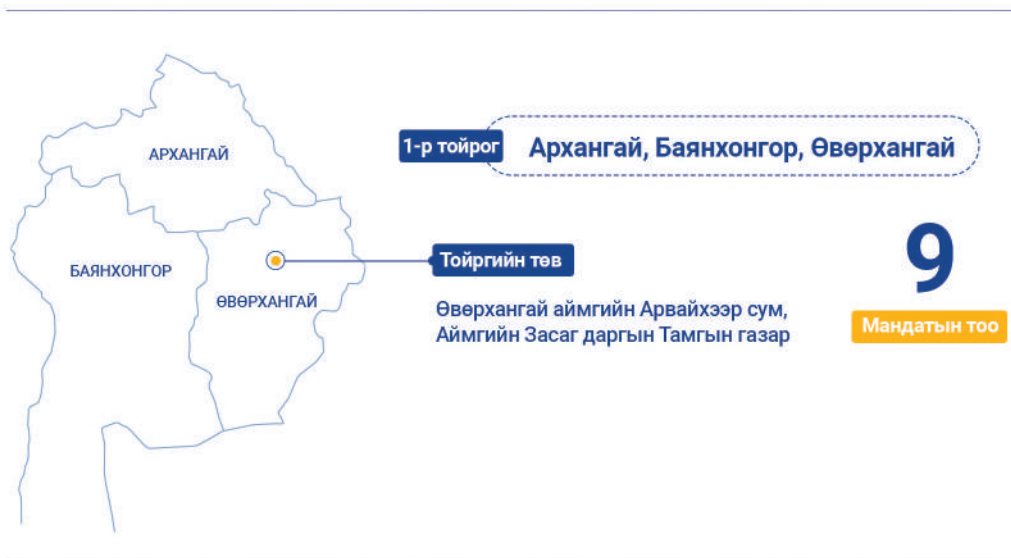 АРХАНГАЙ
БАЯНХОНГОР
ӨВӨРХАНГАЙ
1-р тойрог
Архангай, Баянхонгор, Өвөрхангай
Тойргийн төв
Өвөрхангай аймгийн Арвайхээр сум,
Аймгийн Засаг даргын Тамгын газар
9
Мандатын тоо